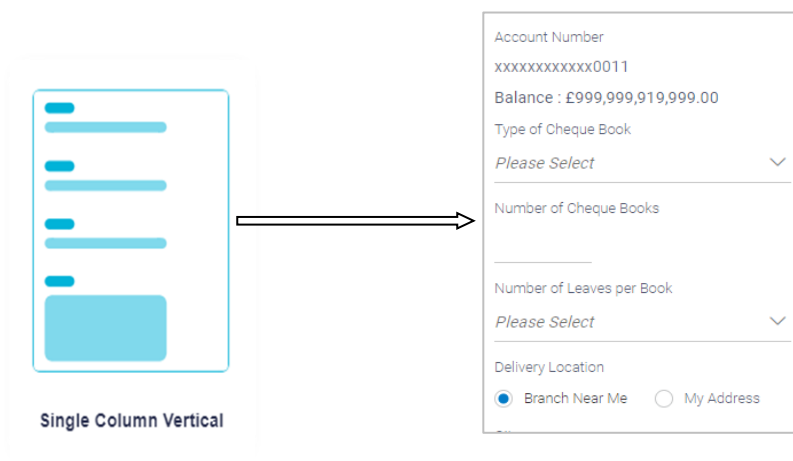 Single Column Vertical
Account Number
xxxxxxxxxxxx0011
Balance : £999,999,919,999.00
Type of Cheque Book
Please Select
Number of Cheque Books
Number of Leaves per Book
Please Select
Delivery Location
Branch Near Me My Address